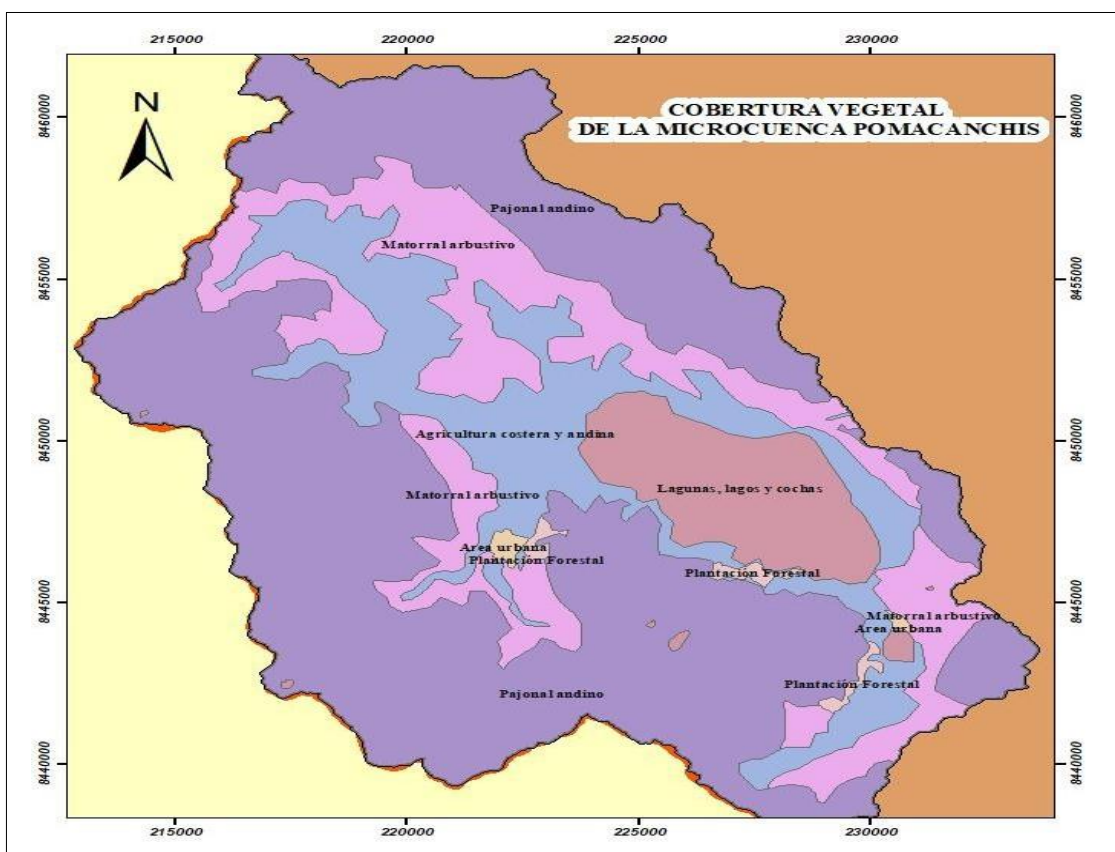 215000 220000 225000 230000
N
COBERTURA VEGETAL
DE LA MICROCUENCA POMACANCHIS
8460000 8460000
Pajonal andino
Matorral arbustivo
8455000 8455000
8450000 8450000
Agricultura costera y andina
Lagunas, lagos y cochas
Matorral arbustivo
Area urbana
Plantación Forestal
Plantación Forestal
8445000 8445000
Matorral arbustivo
Area urbana
Plantación Forestal
Pajonal andino
8440000 8440000
215000 220000 225000 230000